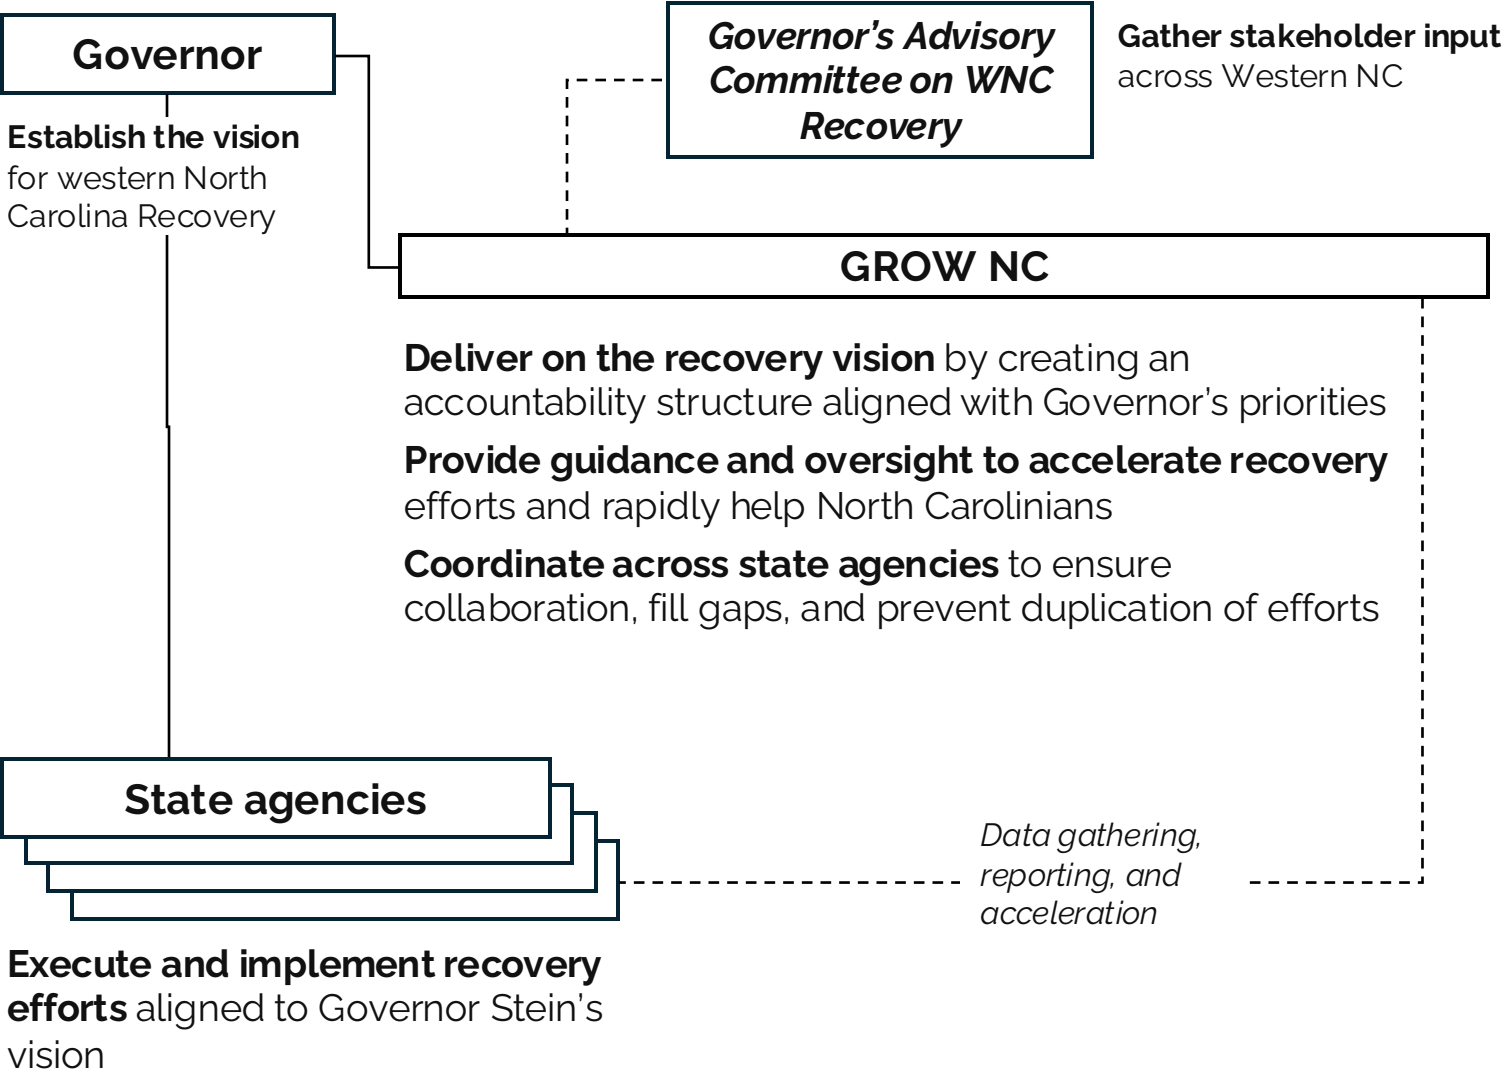 Governor
Establish the vision
for western North
Carolina Recovery
Governor’s Advisory
Committee on WNC
Recovery
Gather stakeholder input
across Western NC
GROW NC
Deliver on the recovery vision by creating an
accountability structure aligned with Governor’s priorities
Provide guidance and oversight to accelerate recovery
efforts and rapidly help North Carolinians
Coordinate across state agencies to ensure
collaboration, fill gaps, and prevent duplication of efforts
State agencies
Data gathering,
reporting, and
acceleration
Execute and implement recovery
efforts aligned to Governor Stein’s
vision